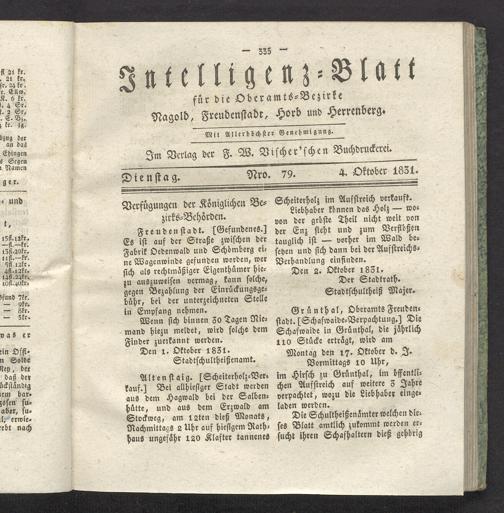 — 335 —
Intelligenz-Blatt
für die Oberamts-Bezirke
Nagold, Freudenstadt, Horb und Herrenberg.
Mit Allerhöchster Genehmigung.
Im Verlag der F. W. Vischer'schen Buchdruckerei.
Dienstag. Nro. 79. 4. Oktober 1831.
Verfügungen der Königlichen Be-
zirks-Behörden.
Freudenstadt. [Gefundenes.]
Es ist auf der Straße zwischen der
Fabrik Oedenwald und Schömberg ei-
ne Wagenwinde gefunden worden, wer
sich als rechtmäßiger Eigenthümer hie-
zu auszuweisen vermag, kann solche,
gegen Bezahlung der Einrückungsge-
bühr, bei der unterzeichneten Stelle
in Empfang nehmen.
Wenn sich binnen 30 Tagen Nie-
mand hiezu meldet, wird solche dem
Finder zuerkannt werden.
Den 1. Oktober 1831.
Stadtschultheißenamt.
Altenstaig. [Scheiterholz-Ver-
kauf.] Bei allhiesiger Stadt werden
aus dem Hagwald bei der Salben-
hütte, und aus dem Erzwald am
Stockweg, am 12ten dieß Monats,
Nachmittags 2 Uhr auf hiesigem Rath-
haus ungefähr 120 Klafter tannenes
Scheiterholz im Aufstreich verkauft.
Liebhaber können das Holz — wo-
von der größte Theil nicht weit von
der Enz steht und zum Verflößen
tauglich ist — vorher im Wald be-
sehen und sich dann bei der Aufstreichs-
Verhandlung einfinden.
Den 2. Oktober 1831.
Der Stadtrath.
Stadtschultheiß Majer.
Grünthal, Oberamts Freuden-
stadt. [Schafwaide-Verpachtung.] Die
Schafwaide in Grünthal, die jährlich
110 Stücke erträgt, wird am
Montag den 17. Oktober d. J.
Vormittags 10 Uhr,
im Hirsch zu Grünthal, im öffentli-
chen Aufstreich auf weitere 3 Jahre
verpachtet, wozu die Liebhaber einge-
laden werden.
Die Schultheißenämter welchen die-
ses Blatt amtlich zukommt werden er-
sucht ihren Schafhaltern dieß gehörig